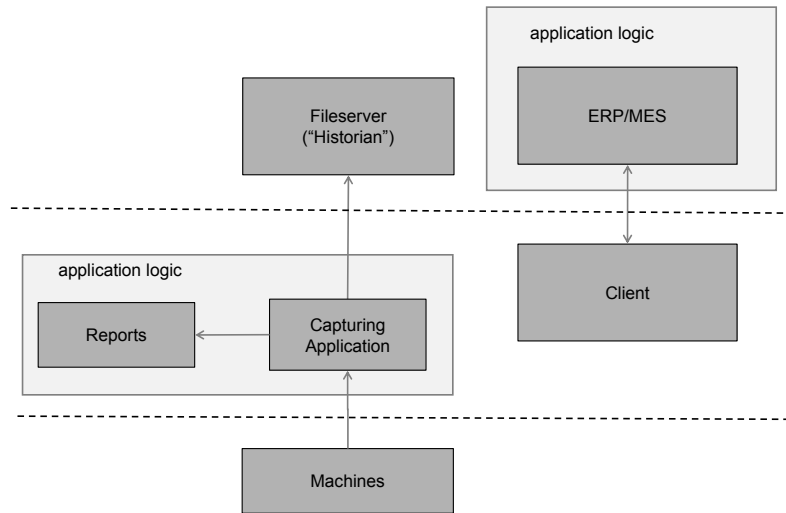 application logic
Fileserver
(“Historian”)
ERP/MES
application logic
Reports
Capturing
Application
Client
Machines